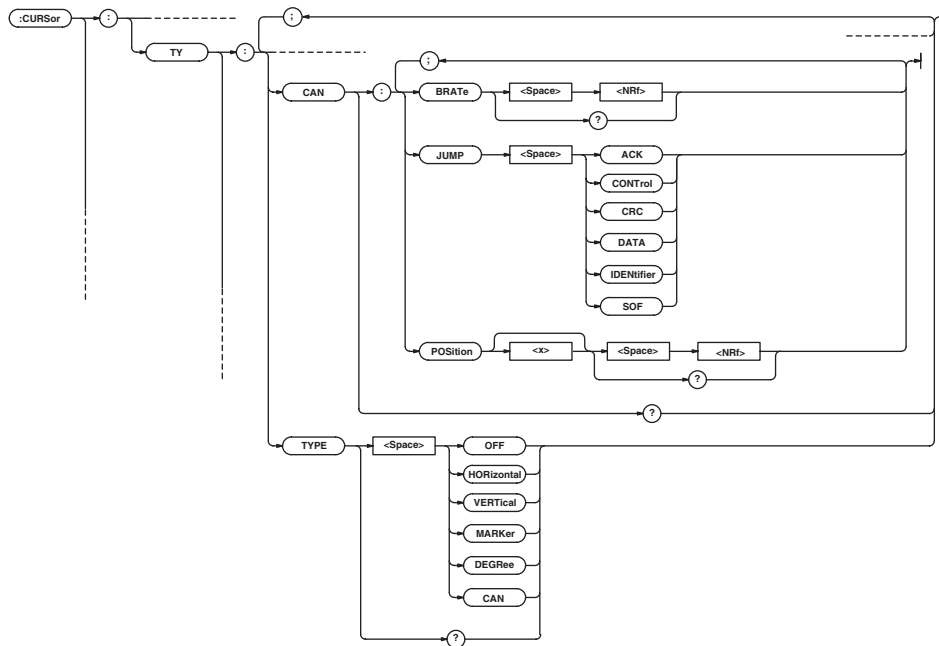 ;
:CURSor :
TY :
;
CAN : BRATe <Space> <NRf>
?
JUMP <Space> ACK
CONTrol
CRC
DATA
IDENtifier
SOF
POSition <x> <Space> <NRf>
?
?
TYPE <Space> OFF
HORizontal
VERTical
MARKer
DEGRee
CAN
?